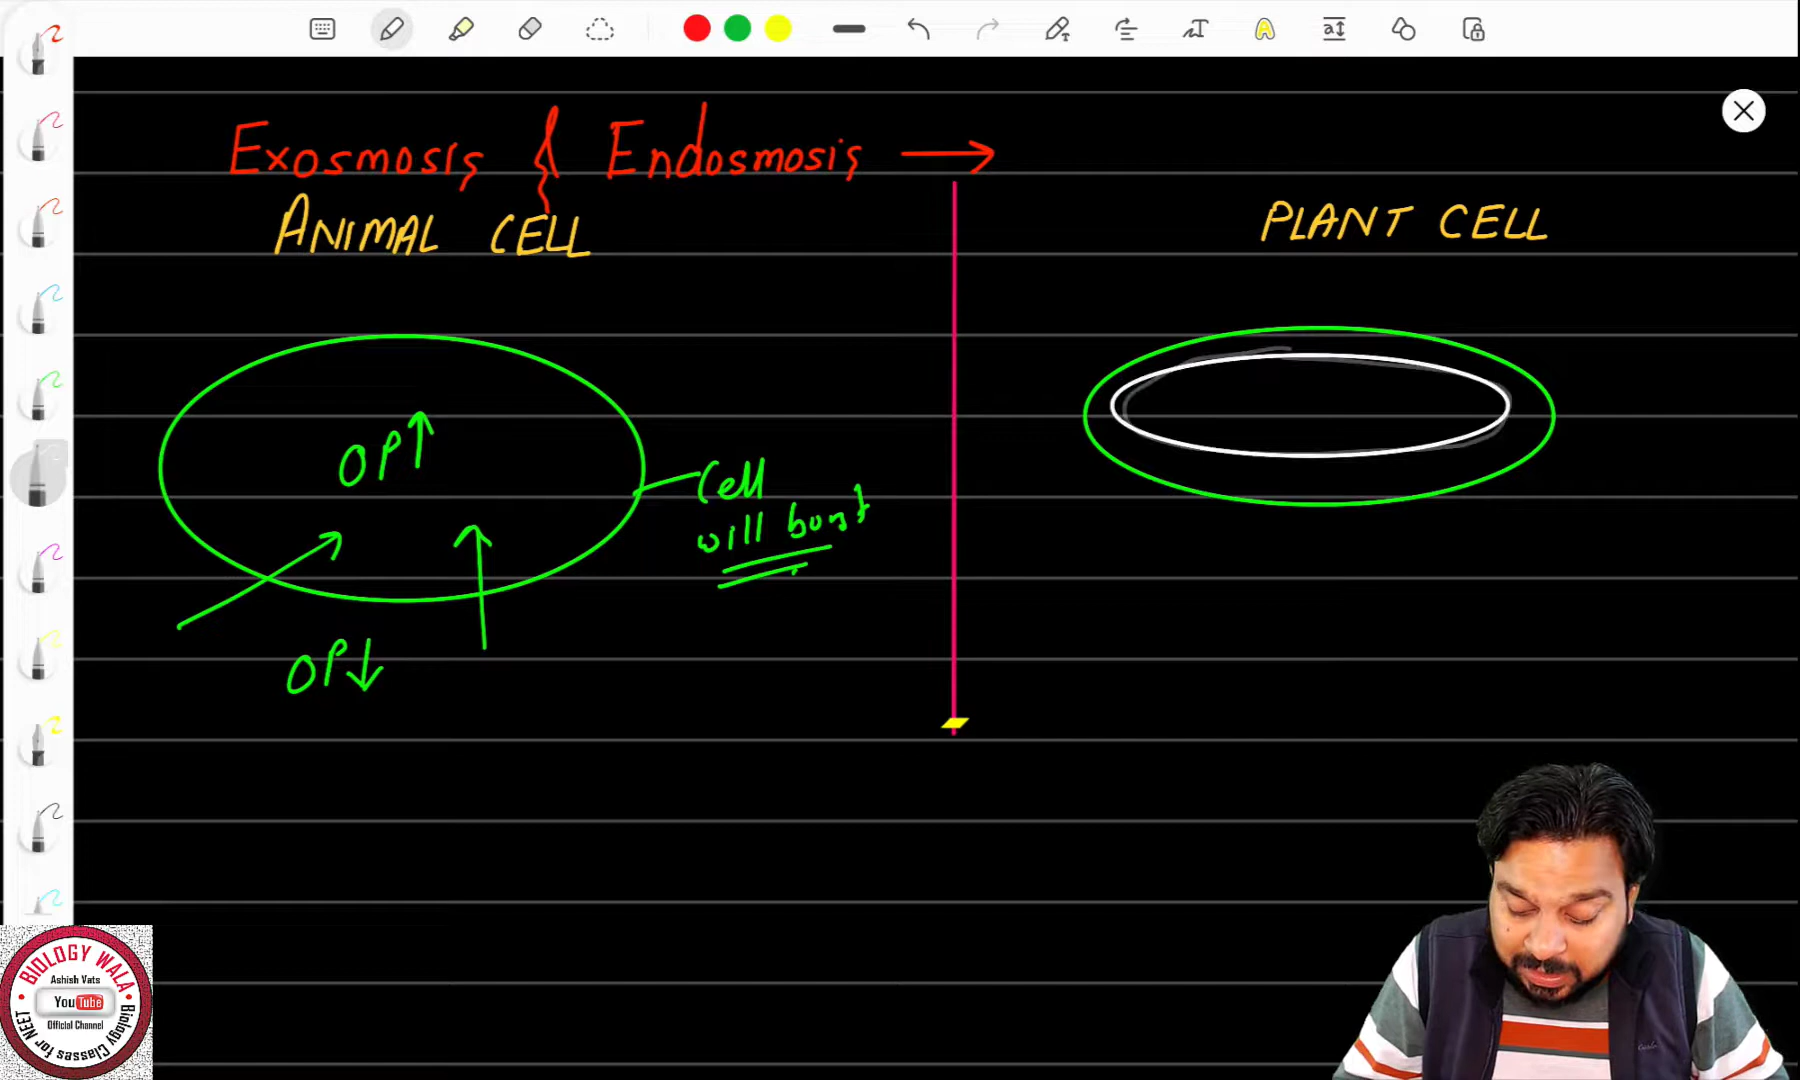 Exosmosis & Endosmosis →
ANIMAL CELL
PLANT CELL
OP↑
Cell
will burst
OP↓
BIOLOGY WALA
Ashish Vats
YouTube
Official Channel
Biology Classes for NEET